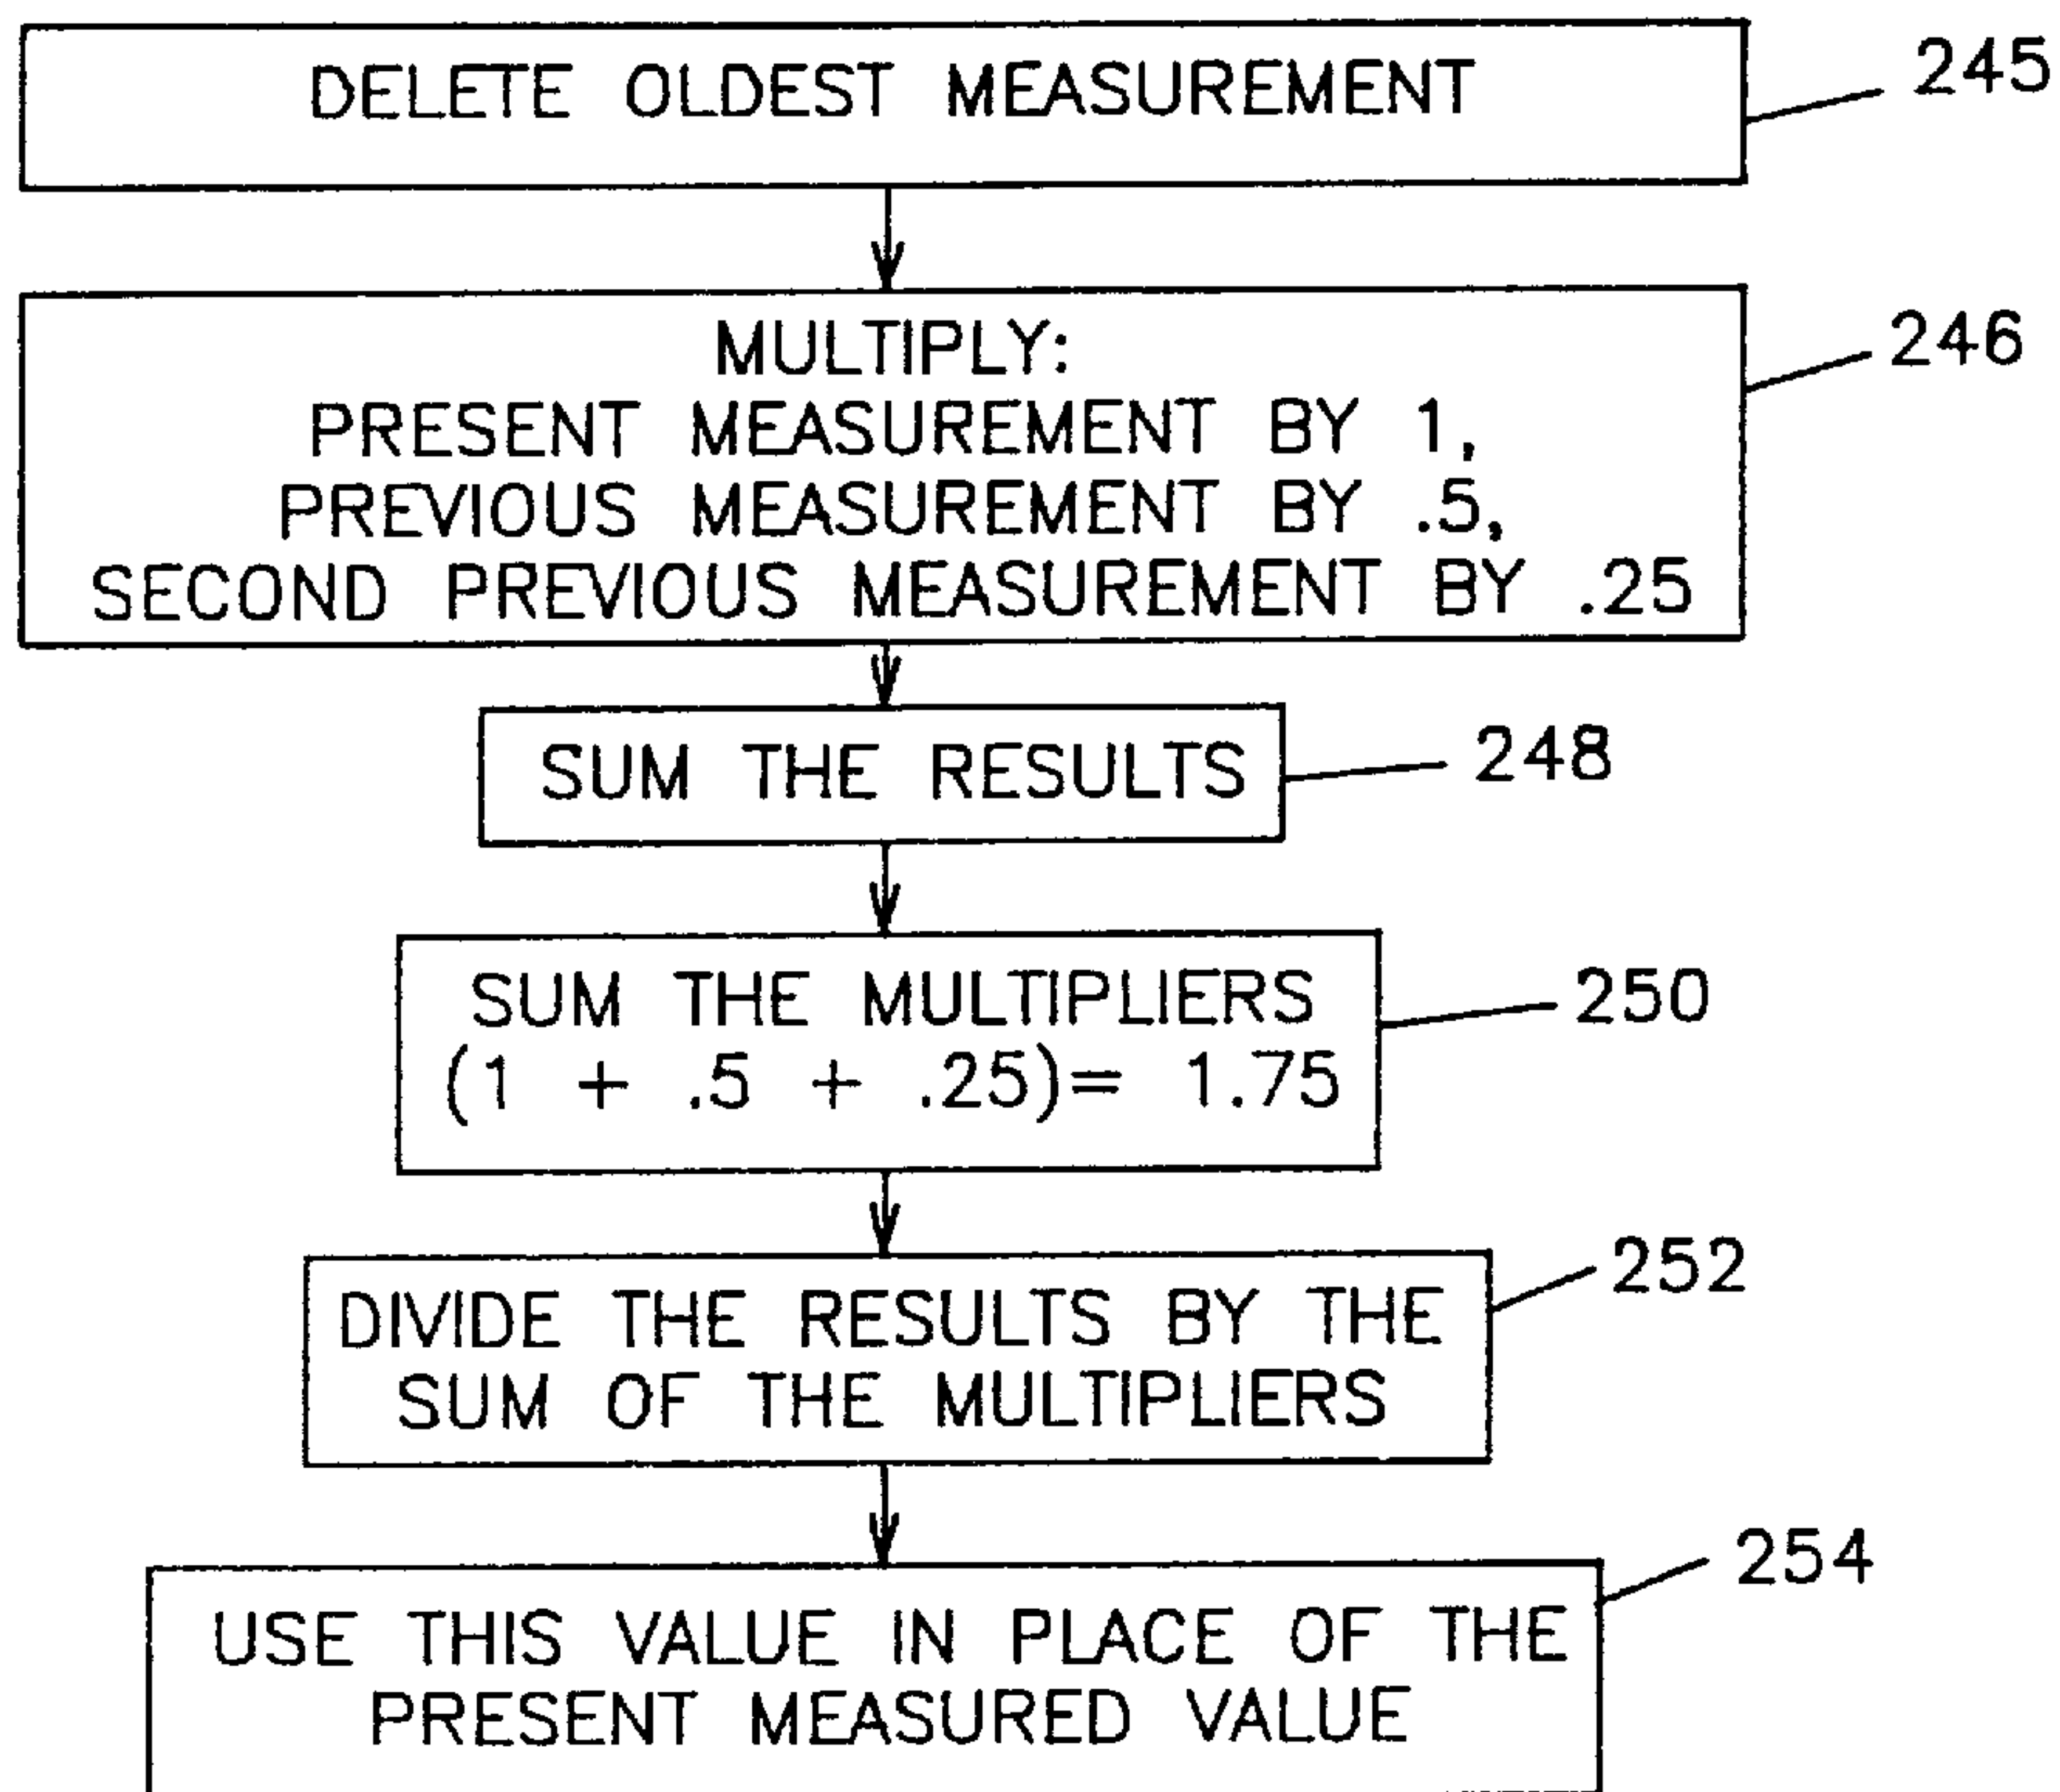 DELETE OLDEST MEASUREMENT
245
MULTIPLY:
PRESENT MEASUREMENT BY 1,
PREVIOUS MEASUREMENT BY .5,
SECOND PREVIOUS MEASUREMENT BY .25
246
SUM THE RESULTS
248
SUM THE MULTIPLIERS
(1 + .5 + .25)= 1.75
250
DIVIDE THE RESULTS BY THE
SUM OF THE MULTIPLIERS
252
USE THIS VALUE IN PLACE OF THE
PRESENT MEASURED VALUE
254